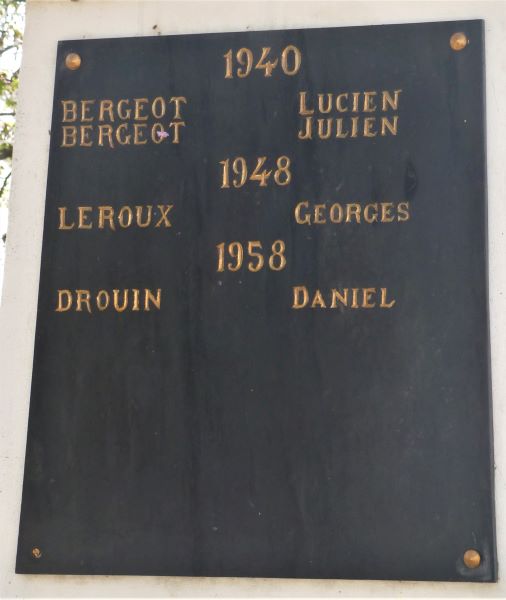 1940
BERGEOT LUCIEN
BERGEOT JULIEN
1948
LEROUX GEORGES
1958
DROUIN DANIEL